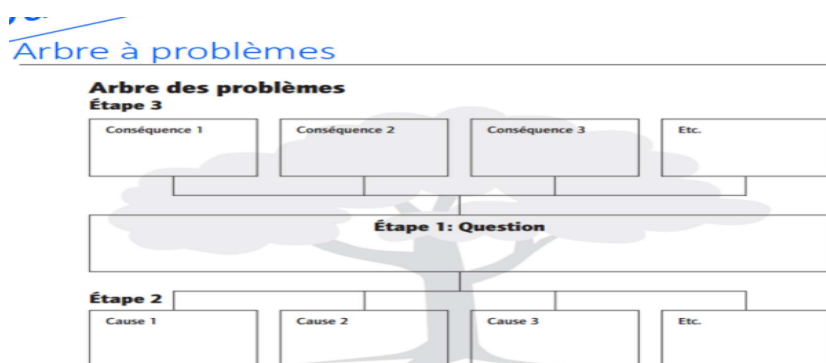 Arbre à problèmes
Arbre des problèmes
Étape 3
Conséquence 1 Conséquence 2 Conséquence 3 Etc.
Étape 1: Question
Étape 2
Cause 1 Cause 2 Cause 3 Etc.